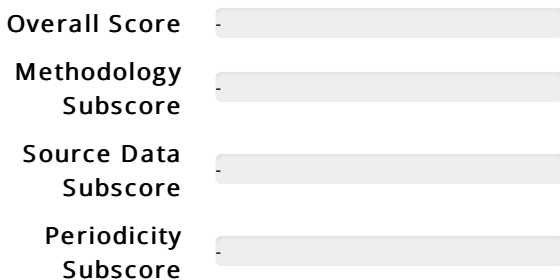 Overall Score -
Methodology
Subscore
-
Source Data
Subscore
-
Periodicity
Subscore
-